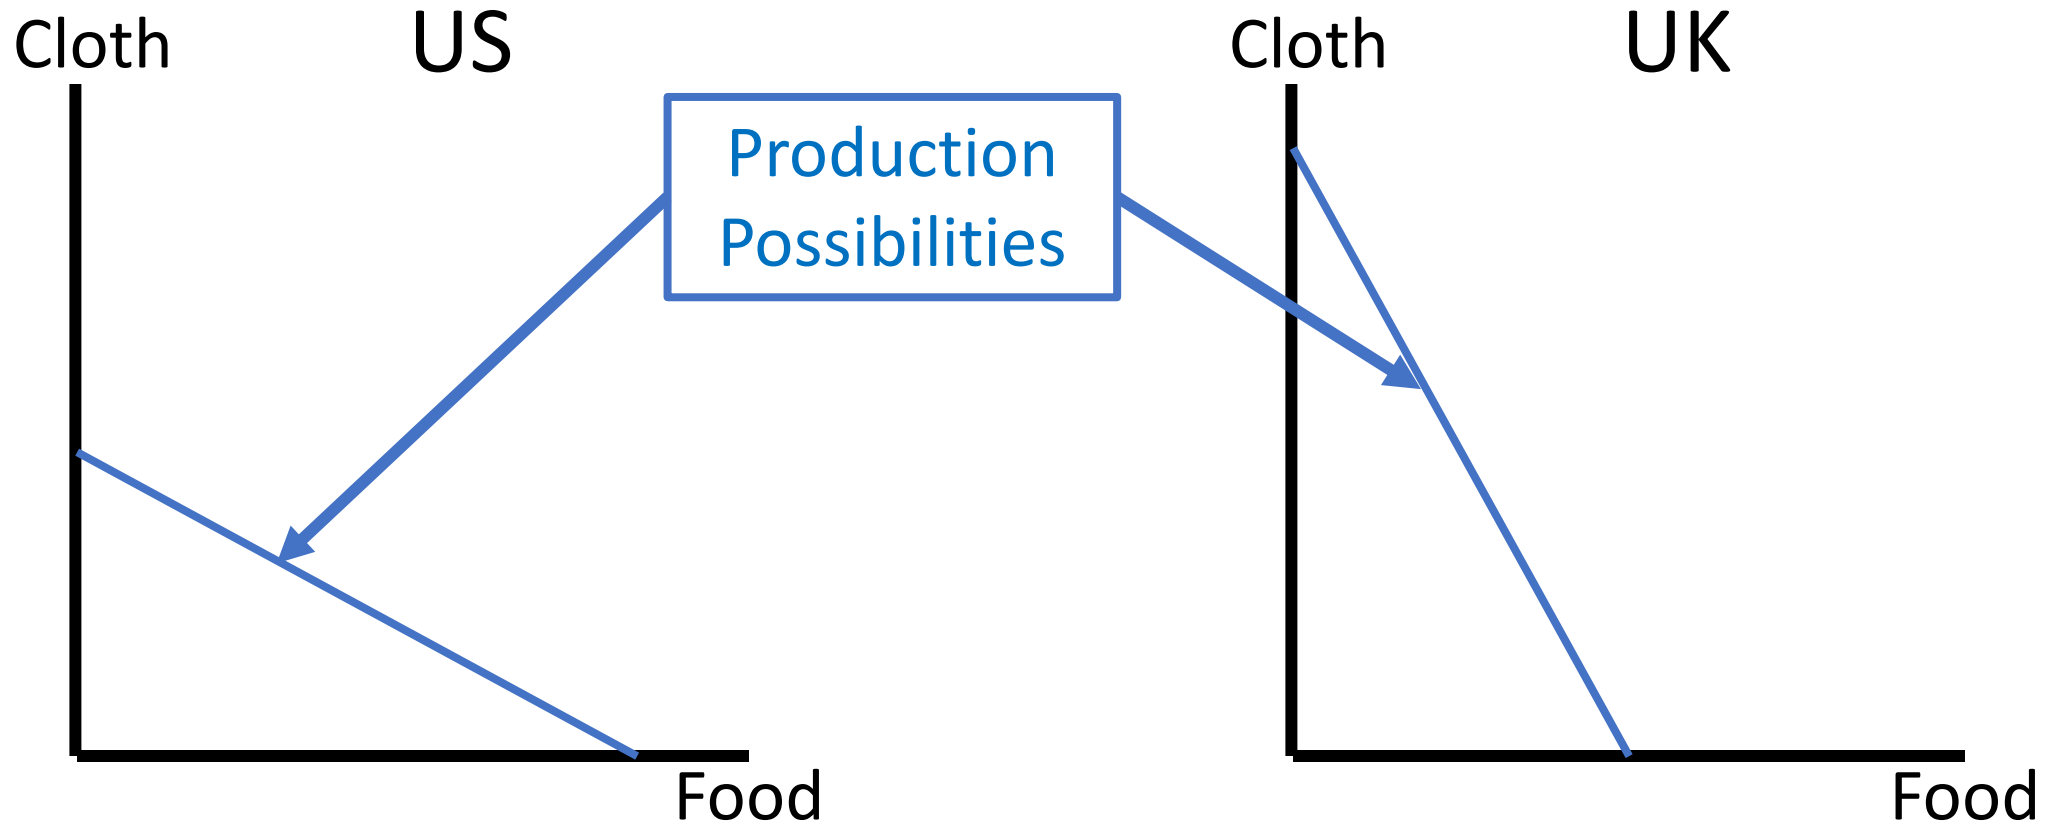 Cloth
US
Production
Possibilities
Food
Cloth
UK
Food